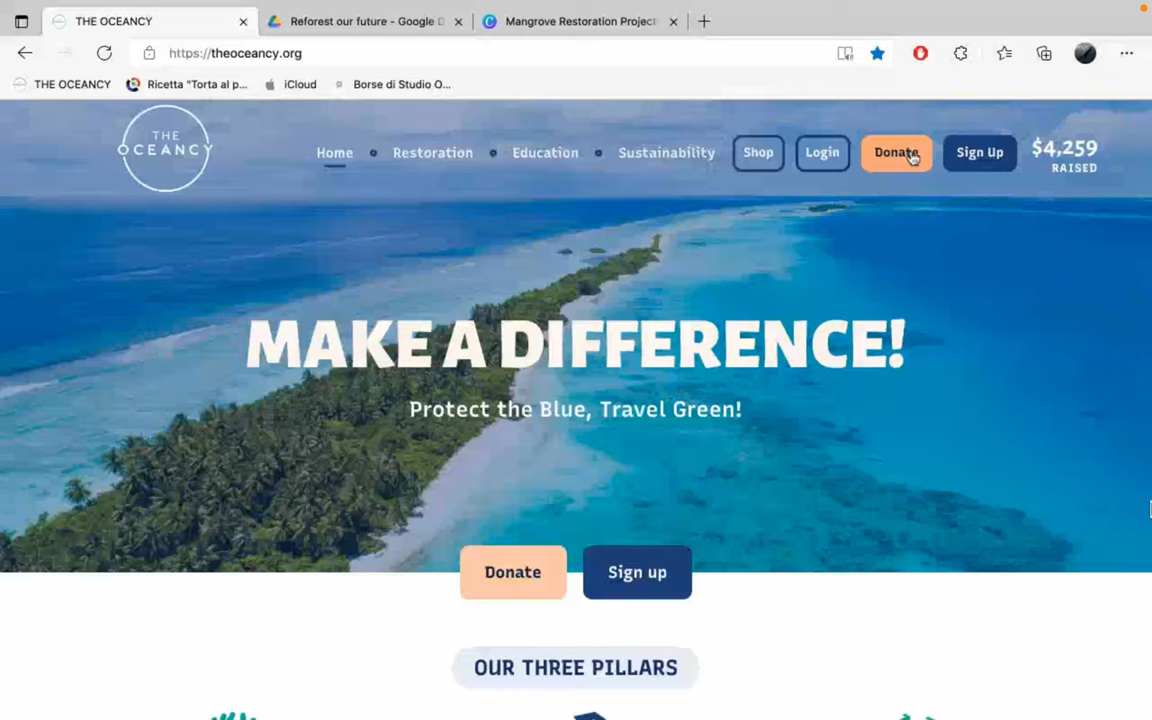 THE OCEANCY
Reforest our future - Google D
Mangrove Restoration Project
https://theoceancy.org
THE OCEANCY
Ricetta "Torta al p...
iCloud
Borse di Studio O...
THE
OCEANCY
Home
Restoration
Education
Sustainability
Shop
Login
Donate
Sign Up
$4,259
RAISED
MAKE A DIFFERENCE!
Protect the Blue, Travel Green!
Donate
Sign up
OUR THREE PILLARS